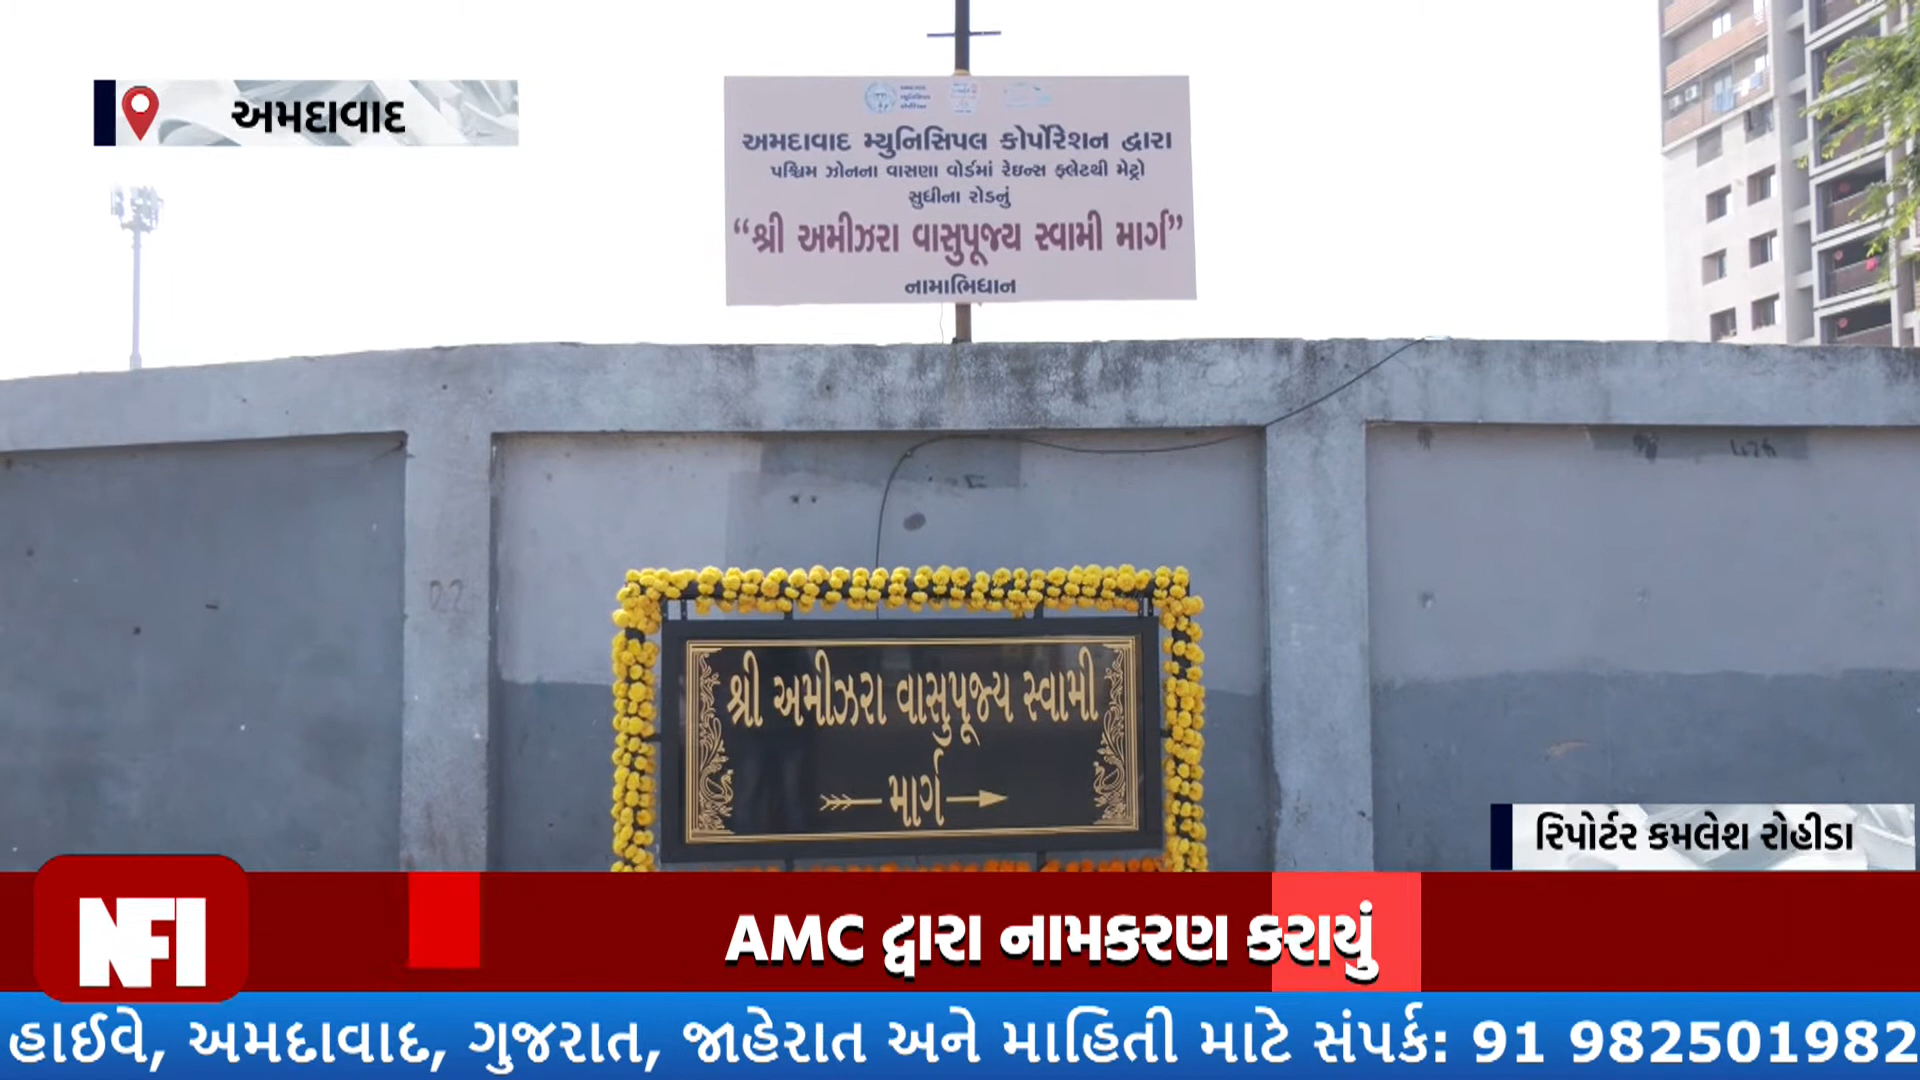 અમદાવાદ
અમદાવાદ મ્યુનિસિપલ કોર્પોરેશન દ્વારા
પશ્ચિમ ઝોનના વાસણા વોર્ડમાં રેઇન્સ ફ્લેટથી મેટ્રો
સુધીના રોડનું
“શ્રી અમીઝરા વાસુપૂજ્ય સ્વામી માર્ગ”
નામાભિધાન
શ્રી અમીઝરા વાસુપૂજ્ય સ્વામી
માર્ગ
રિપોર્ટર કમલેશ રોહીડા
NFI
AMC દ્વારા નામકરણ કરાયું
હાઈવે, અમદાવાદ, ગુજરાત, જાહેરાત અને માહિતી માટે સંપર્ક: 91 982501982